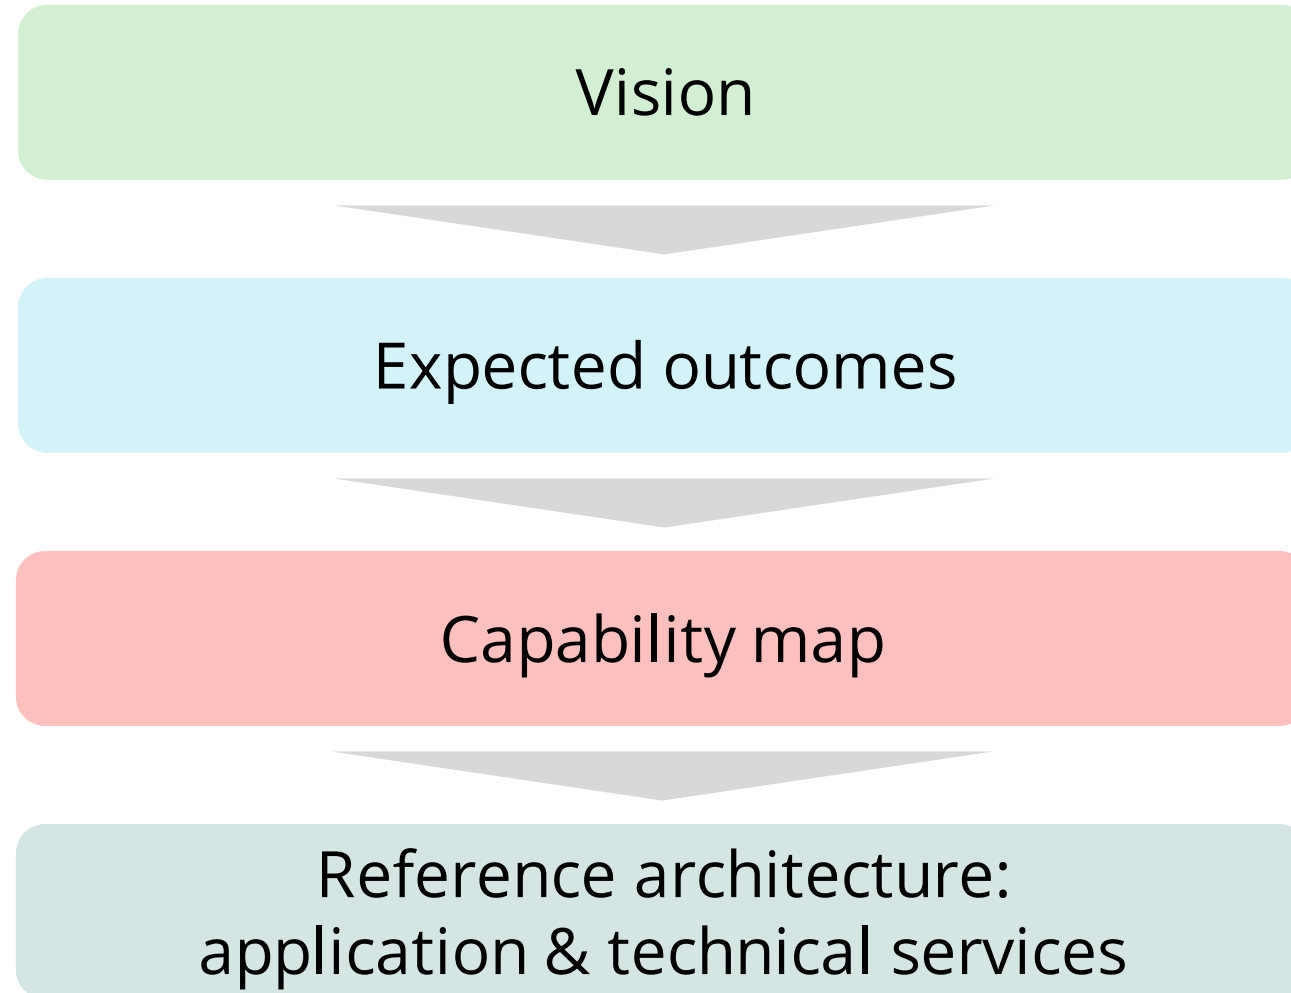 Vision
Expected outcomes
Capability map
Reference architecture:
application & technical services